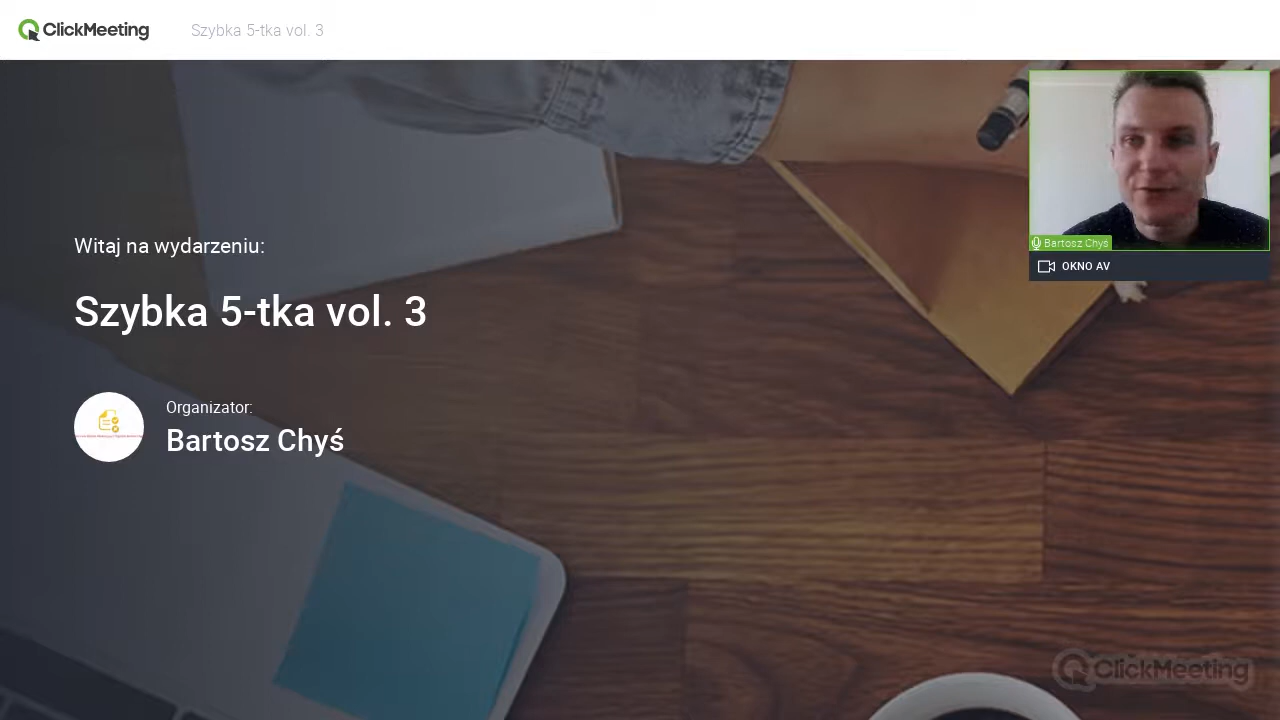 ClickMeeting
Szybka 5-tka vol. 3
Witaj na wydarzeniu:
Szybka 5-tka vol. 3
Organizator:
Bartosz Chyś
Bartosz Chyś
OKNO AV
ClickMeeting